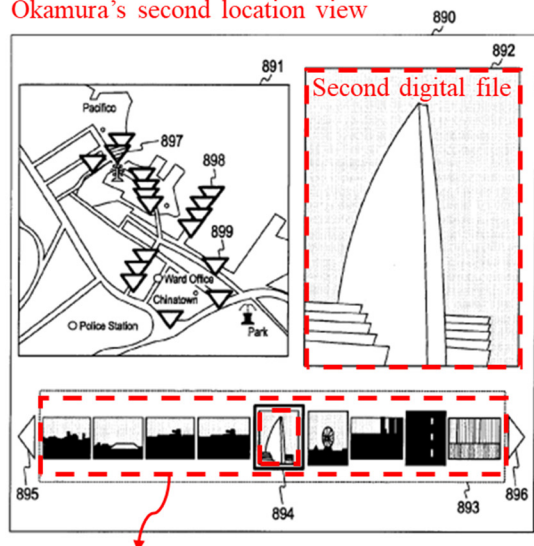 Okamura's second location view
890
891
892
Pacifico
897
898
899
Ward Office
Chinatown
Police Station
Park
Second digital file
895
894
893
896